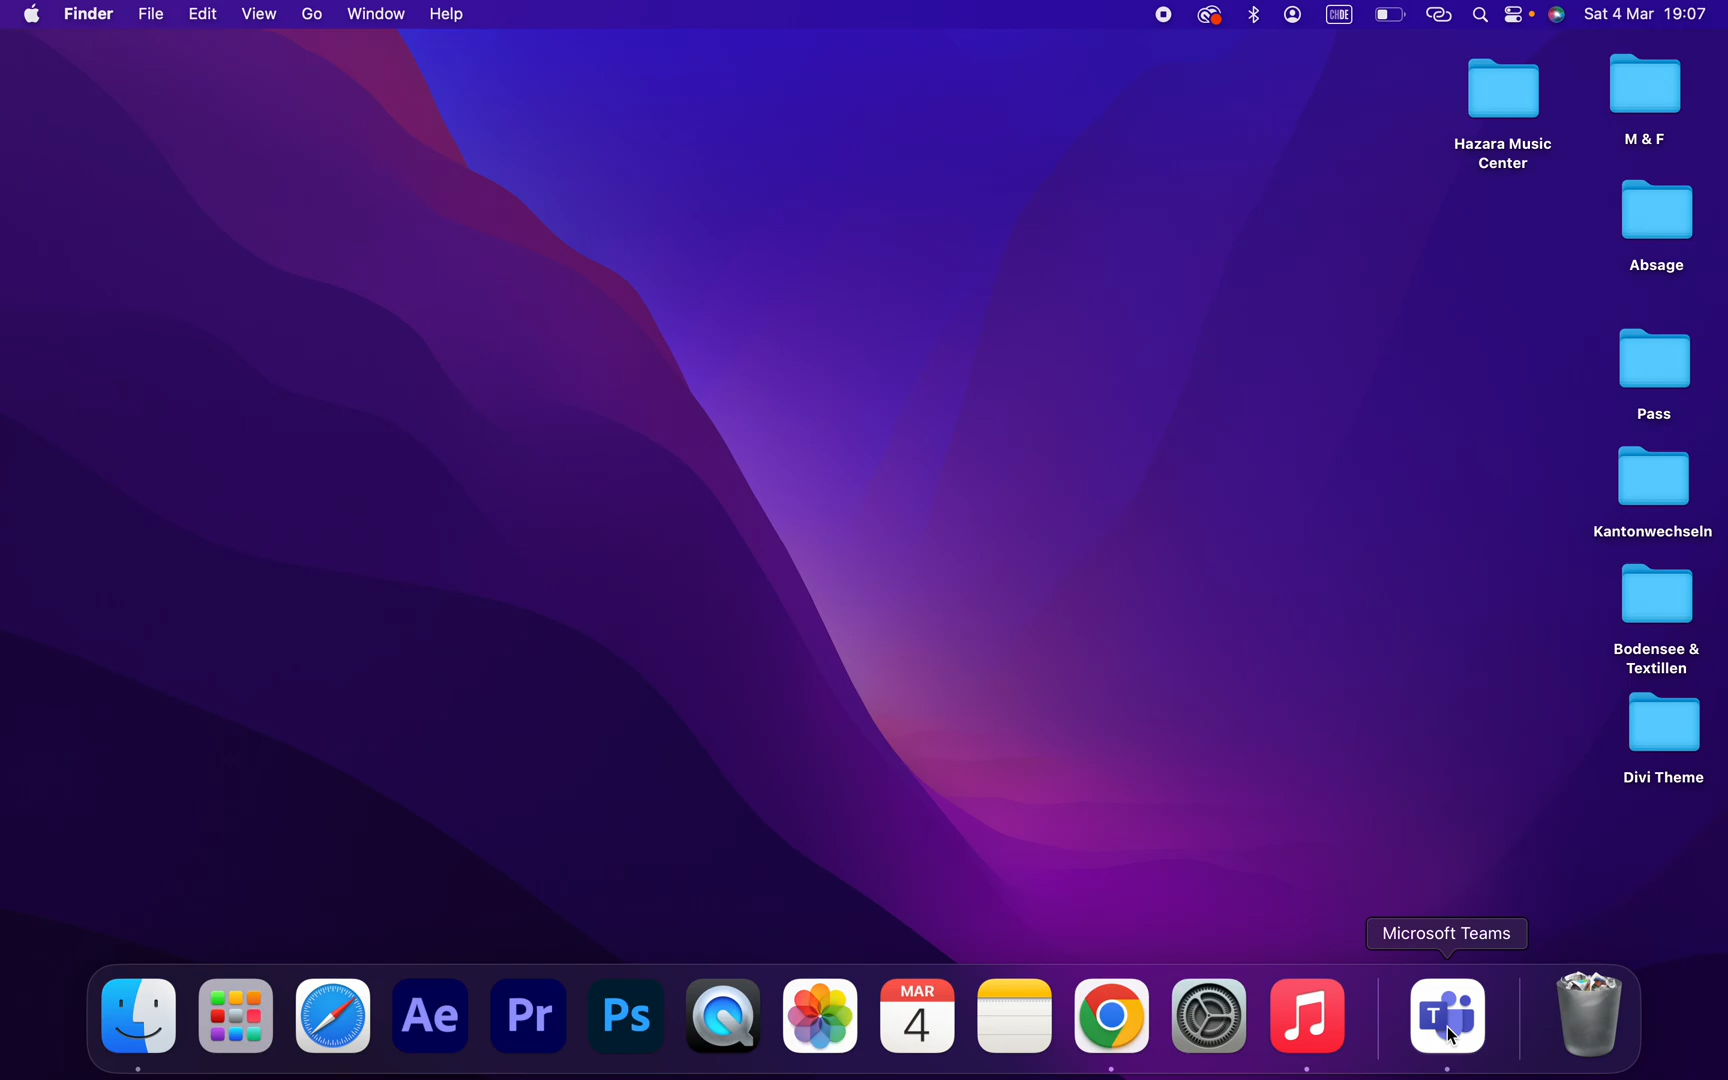 Finder File Edit View Go Window Help
CHDE
Sat 4 Mar 19:07
Hazara Music
Center
M & F
Absage
Pass
Kantonwechseln
Bodensee &
Textillen
Divi Theme
Microsoft Teams
Ae
Pr
Ps
MAR
4
T